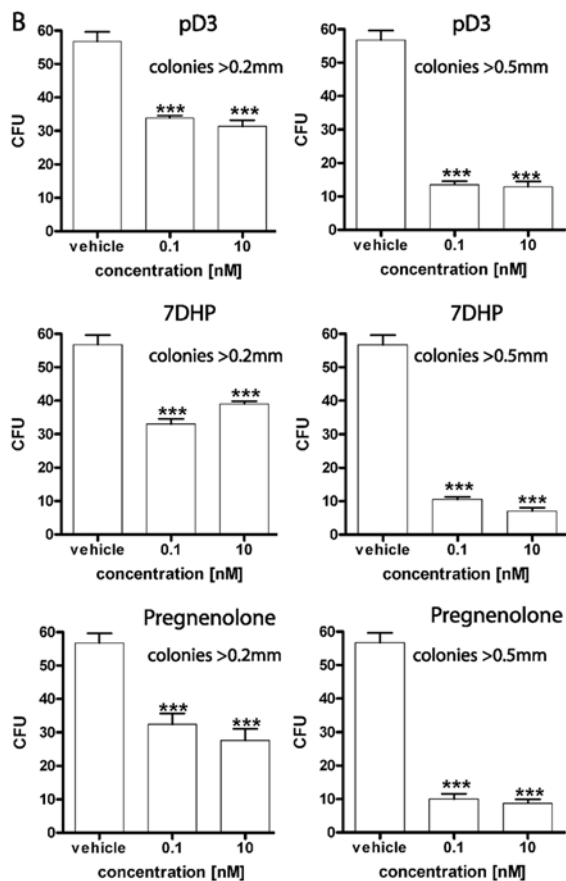 B
pD3
colonies >0.2mm
CFU
60
50
40
30
20
10
0
*** ***
vehicle 0.1 10
concentration [nM]
pD3
colonies >0.5mm
CFU
60
50
40
30
20
10
0
*** ***
vehicle 0.1 10
concentration [nM]
7DHP
colonies >0.2mm
CFU
60
50
40
30
20
10
0
*** ***
vehicle 0.1 10
concentration [nM]
7DHP
colonies >0.5mm
CFU
60
50
40
30
20
10
0
*** ***
vehicle 0.1 10
concentration [nM]
Pregnenolone
colonies >0.2mm
CFU
60
50
40
30
20
10
0
*** ***
vehicle 0.1 10
concentration [nM]
Pregnenolone
colonies >0.5mm
CFU
60
50
40
30
20
10
0
*** ***
vehicle 0.1 10
concentration [nM]